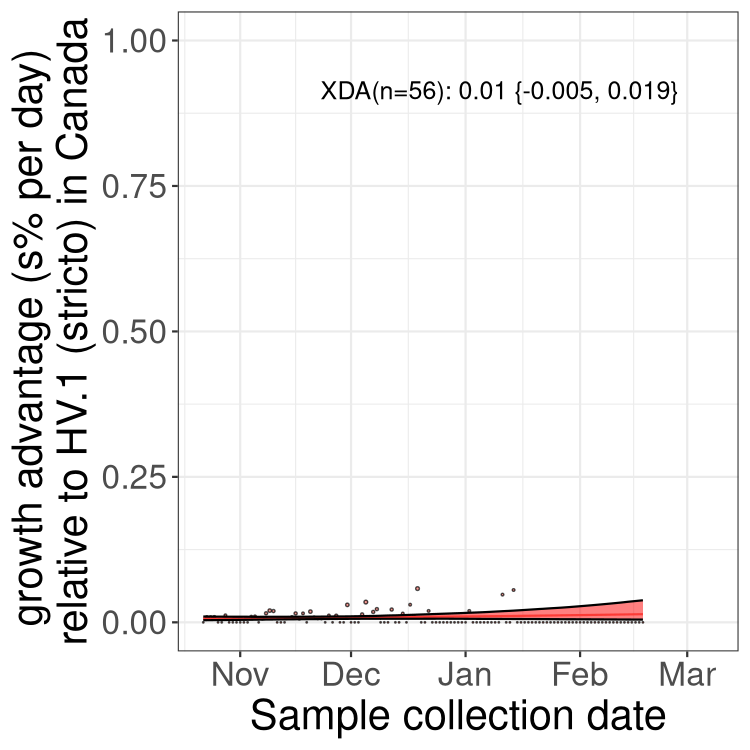 growth advantage (s% per day)
relative to HV.1 (stricto) in Canada
1.00
0.75
0.50
0.25
0.00
XDA(n=56): 0.01 {-0.005, 0.019}
Nov Dec Jan Feb Mar
Sample collection date